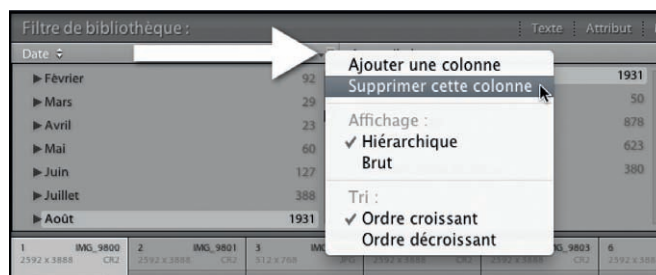 Filtre de bibliothèque :
Texte Attribut
Date
Février 92
Mars 29
Avril 23
Mai 60
Juin 127
Juillet 388
Août 1931
Ajouter une colonne
Supprimer cette colonne
Affichage :
✓ Hiérarchique
Brut
Tri :
✓ Ordre croissant
Ordre décroissant
1931
50
878
623
380
1 IMG_9800 2 IMG_9801 3 6
2592 x 3888 CR2 2592 x 3888 CR2 512 x 768